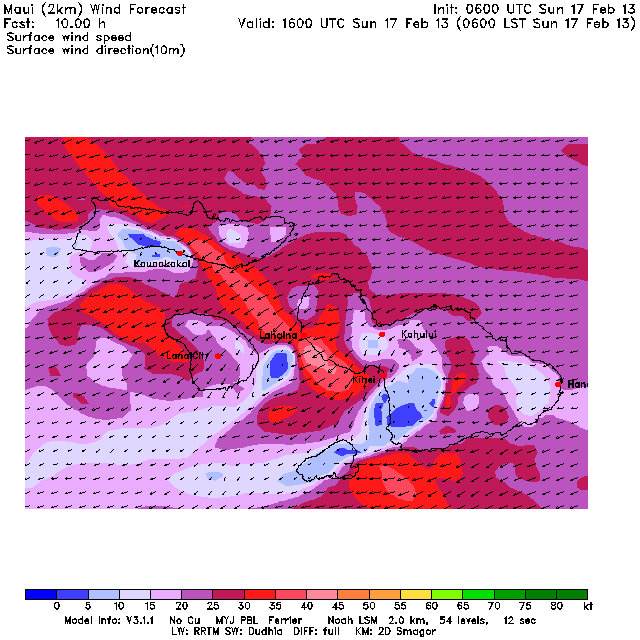 Maui (2km) Wind Forecast Init: 0600 UTC Sun 17 Feb 13
Fcst: 10.00 h Valid: 1600 UTC Sun 17 Feb 13 (0600 LST Sun 17 Feb 13)
Surface wind speed
Surface wind direction(10m)
Kaunakakai
Lahaina
Kahului
LanaiCity
Kihei
Hana
0 5 10 15 20 25 30 35 40 45 50 55 60 65 70 75 80 kt
Model Info: V3.1.1 No Cu MYJ PBL Ferrier Noah LSM 2.0 km, 54 levels, 12 sec
LW: RRTM SW: Dudhia DIFF: full KM: 2D Smagor